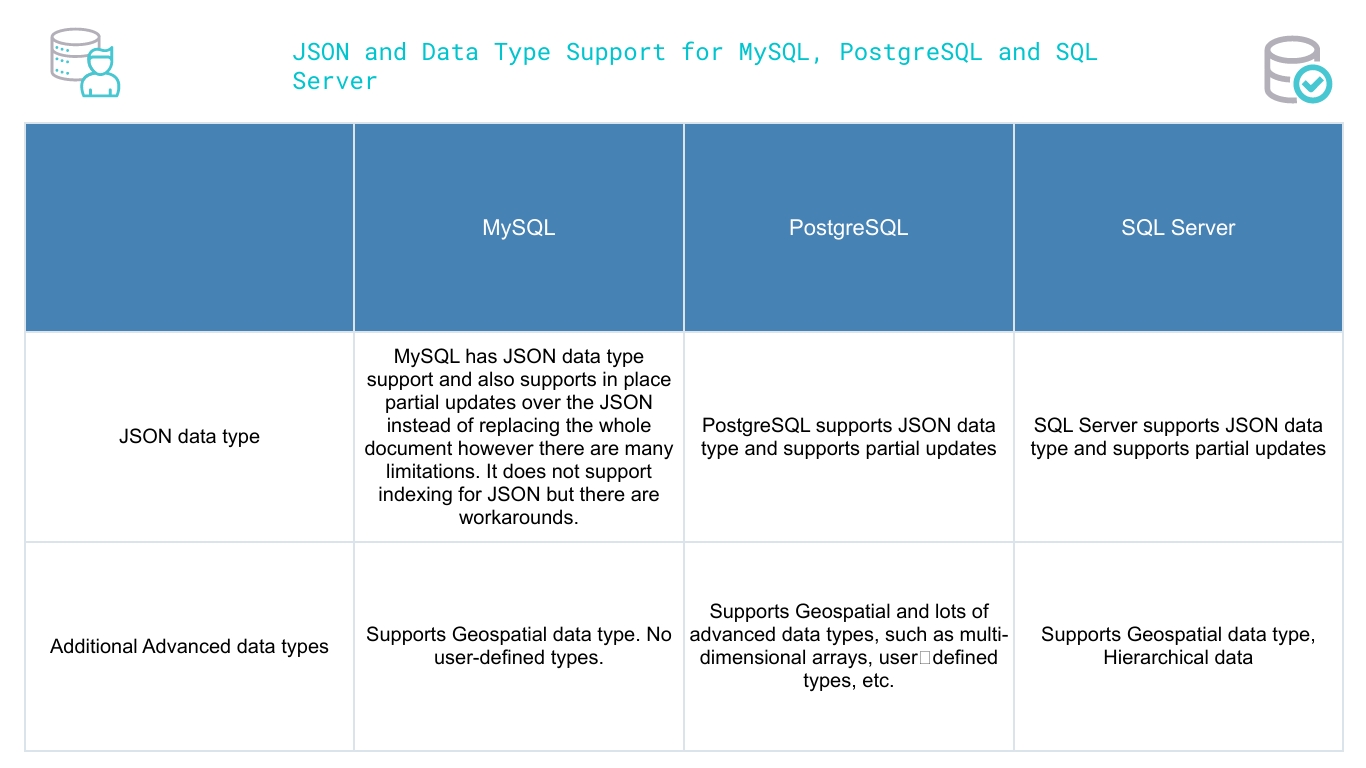 JSON and Data Type Support for MySQL, PostgreSQL and SQL
Server
MySQL
PostgreSQL
SQL Server
JSON data type
MySQL has JSON data type
support and also supports in place
partial updates over the JSON
instead of replacing the whole
document however there are many
limitations. It does not support
indexing for JSON but there are
workarounds.
PostgreSQL supports JSON data
type and supports partial updates
SQL Server supports JSON data
type and supports partial updates
Additional Advanced data types
Supports Geospatial data type. No
user-defined types.
Supports Geospatial and lots of
advanced data types, such as multi-
dimensional arrays, user□defined
types, etc.
Supports Geospatial data type,
Hierarchical data